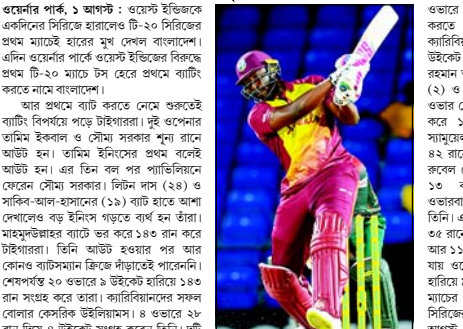 ওয়ের্নার পার্ক, ১ আগস্ট : ওয়েস্ট ইন্ডিজকে
একদিনের সিরিজে হারালেও টি-২০ সিরিজের
প্রথম ম্যাচেই হারের মুখ দেখল বাংলাদেশ।
এদিন ওয়ের্নার পার্কে ওয়েস্ট ইন্ডিজের বিরুদ্ধে
প্রথম টি-২০ ম্যাচে টস হেরে প্রথমে ব্যাটিং
করতে নামে বাংলাদেশ।
আর প্রথমে ব্যাট করতে নেমে শুরুতেই
ব্যাটিং বিপর্যয়ে পড়ে টাইগাররা। দুই ওপেনার
তামিম ইকবাল ও সৌম্য সরকার শূন্য রানে
আউট হন। তামিম ইনিংসের প্রথম বলেই
আউট হন। এর তিন বল পর প্যাভিলিয়নে
ফেরেন সৌম্য সরকার। লিটন দাস (২৪) ও
সাকিব-আল-হাসানের (১৯) ব্যাট হাতে আশা
দেখালেও বড় ইনিংস গড়তে ব্যর্থ হন তাঁরা।
মাহমুদউল্লাহর ব্যাটে ভর করে ১৪৩ রান করে
টাইগাররা। তিনি আউট হওয়ার পর আর
কোনও ব্যাটসম্যান ক্রিজে দাঁড়াতেই পারেননি।
শেষপর্যন্ত ২০ ওভারে ৯ উইকেট হারিয়ে ১৪৩
রান সংগ্রহ করে তারা। ক্যারিবিয়ানদের সফল
বোলার কেসরিক উইলিয়ামস। ৪ ওভারে ২৮
ওভারে
করতে
ক্যারিবি
উইকেট
রহমান
(২) ও
ওভার
করে ১
স্যামুয়ে
৪২ রানে
রুবেল (
১৩ ব
ওভারবা
তিনি। এ
৩৫ রানে
আর ১১
যায় ওয়ে
হারিয়ে
ম্যাচের
সিরিজে